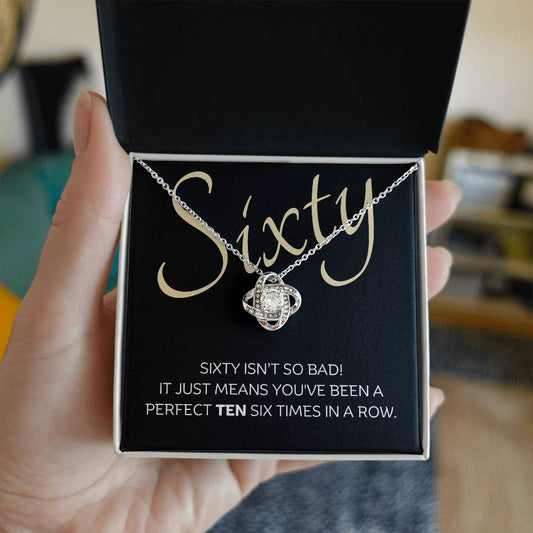 Sixty
SIXTY ISN'T SO BAD!
IT JUST MEANS YOU'VE BEEN A
PERFECT TEN SIX TIMES IN A ROW.